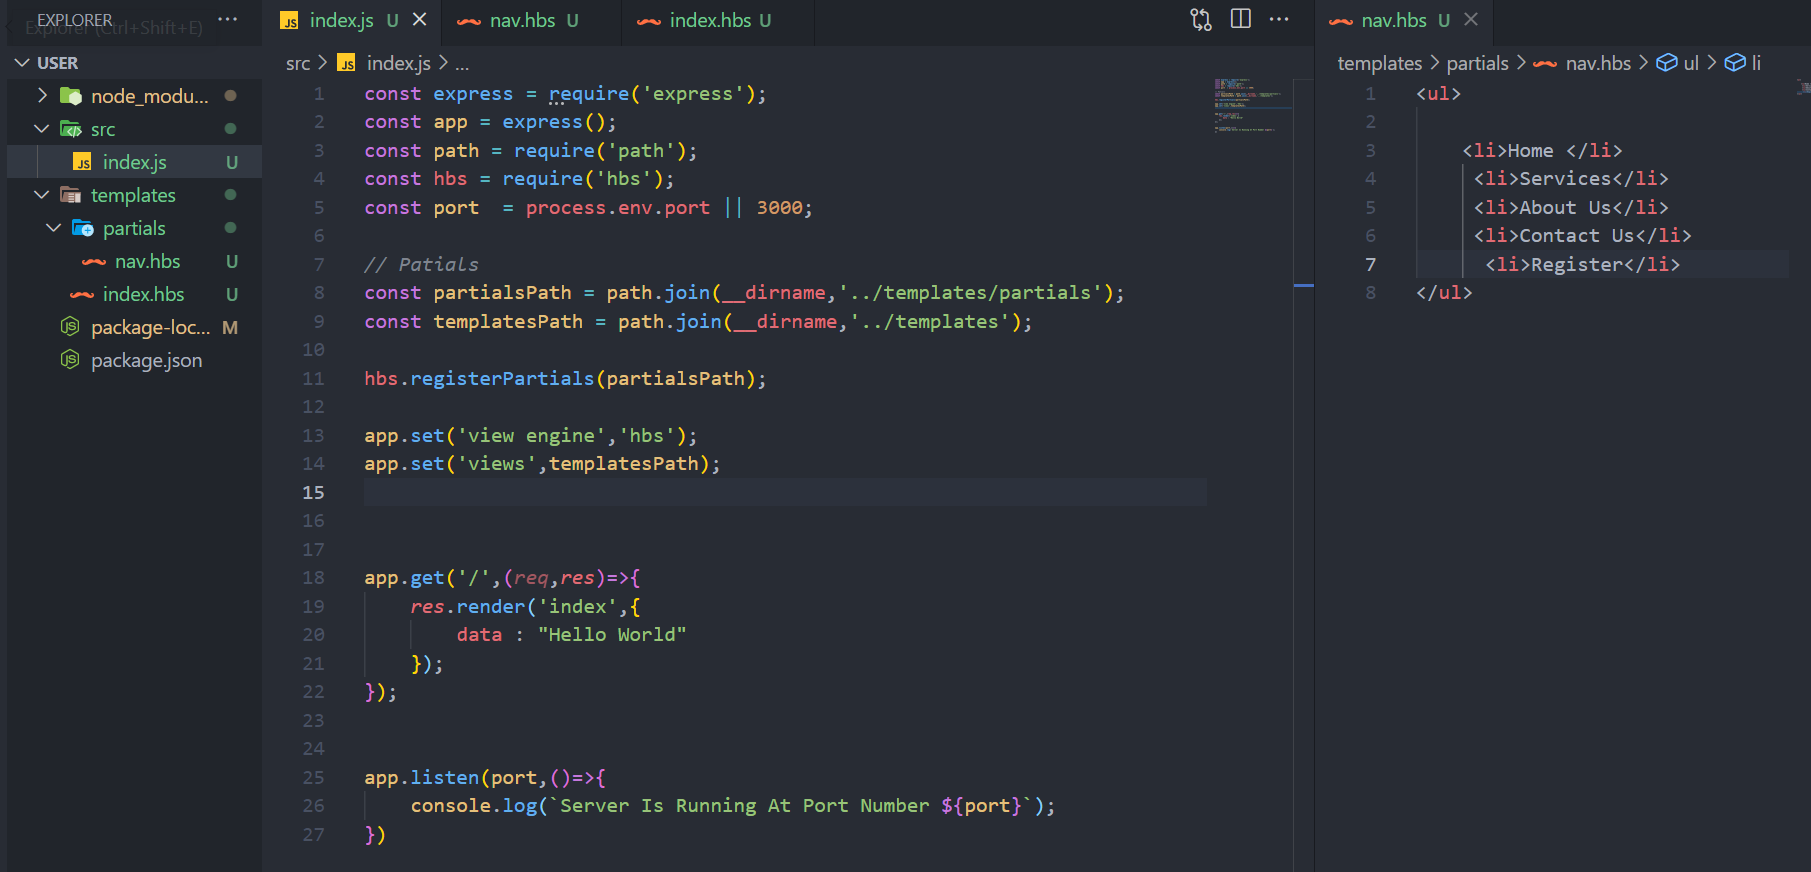 EXPLORER
Explorer (Ctrl+Shift+E)
USER
node_modu...
src
index.js U
templates
partials
nav.hbs U
index.hbs U
package-loc... M
package.json
JS index.js U
nav.hbs U
index.hbs U
src > JS index.js > ...
1 const express = require('express');
2 const app = express();
3 const path = require('path');
4 const hbs = require('hbs');
5 const port  = process.env.port || 3000;
6
7 // Patials
8 const partialsPath = path.join(__dirname,'../templates/partials');
9 const templatesPath = path.join(__dirname,'../templates');
10
11 hbs.registerPartials(partialsPath);
12
13 app.set('view engine','hbs');
14 app.set('views',templatesPath);
15
16
17
18 app.get('/',(req,res)=>{
19     res.render('index',{
20         data : "Hello World"
21     });
22 });
23
24
25 app.listen(port,()=>{
26     console.log(`Server Is Running At Port Number ${port}`);
27 })
nav.hbs U
templates > partials > nav.hbs > ul > li
1 <ul>
2
3     <li>Home </li>
4      <li>Services</li>
5      <li>About Us</li>
6      <li>Contact Us</li>
7       <li>Register</li>
8 </ul>